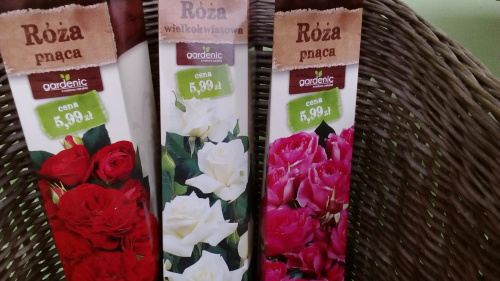 Róża
pnąca
gardenic
cena
5,99 zł
Róża
wielkokwiatowa
gardenic
cena
5,99 zł
Róża
pnąca
gardenic
cena
5,99 zł